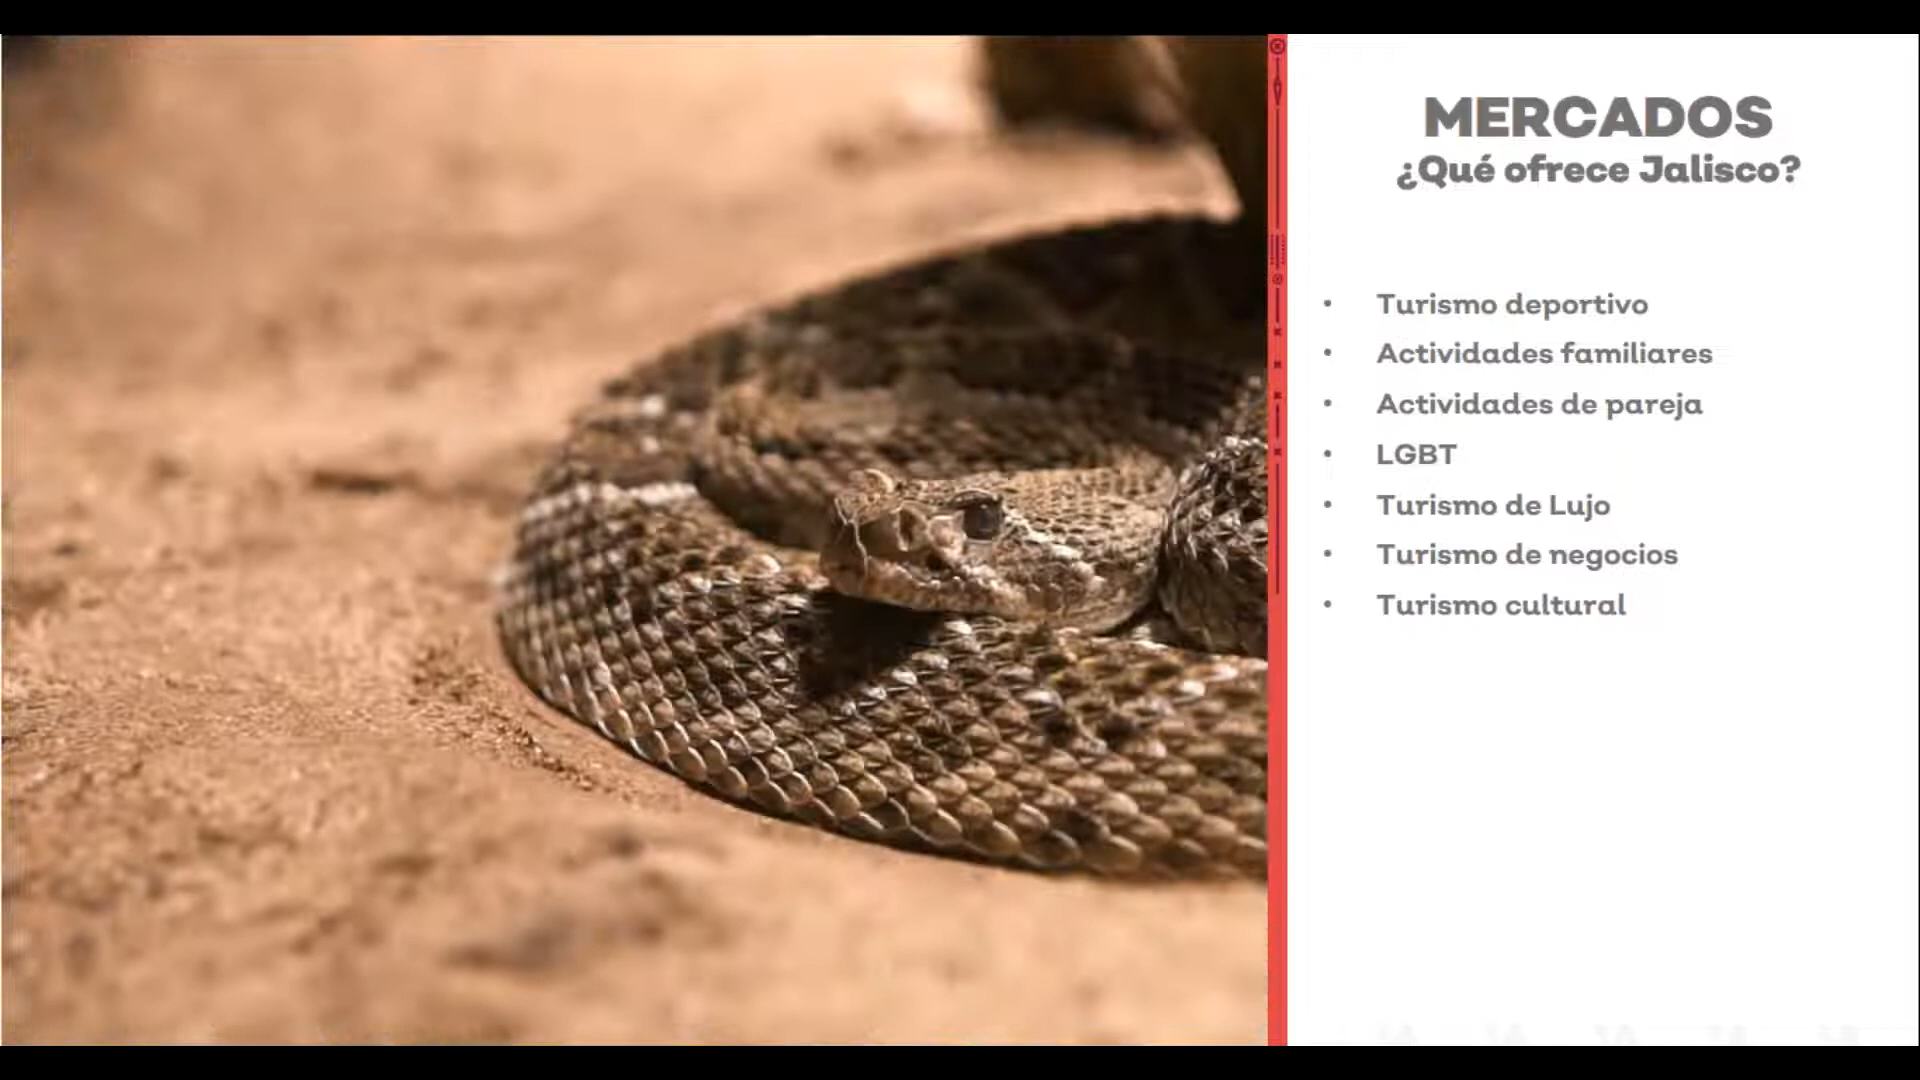 MERCADOS
¿Qué ofrece Jalisco?
• Turismo deportivo
• Actividades familiares
• Actividades de pareja
• LGBT
• Turismo de Lujo
• Turismo de negocios
• Turismo cultural